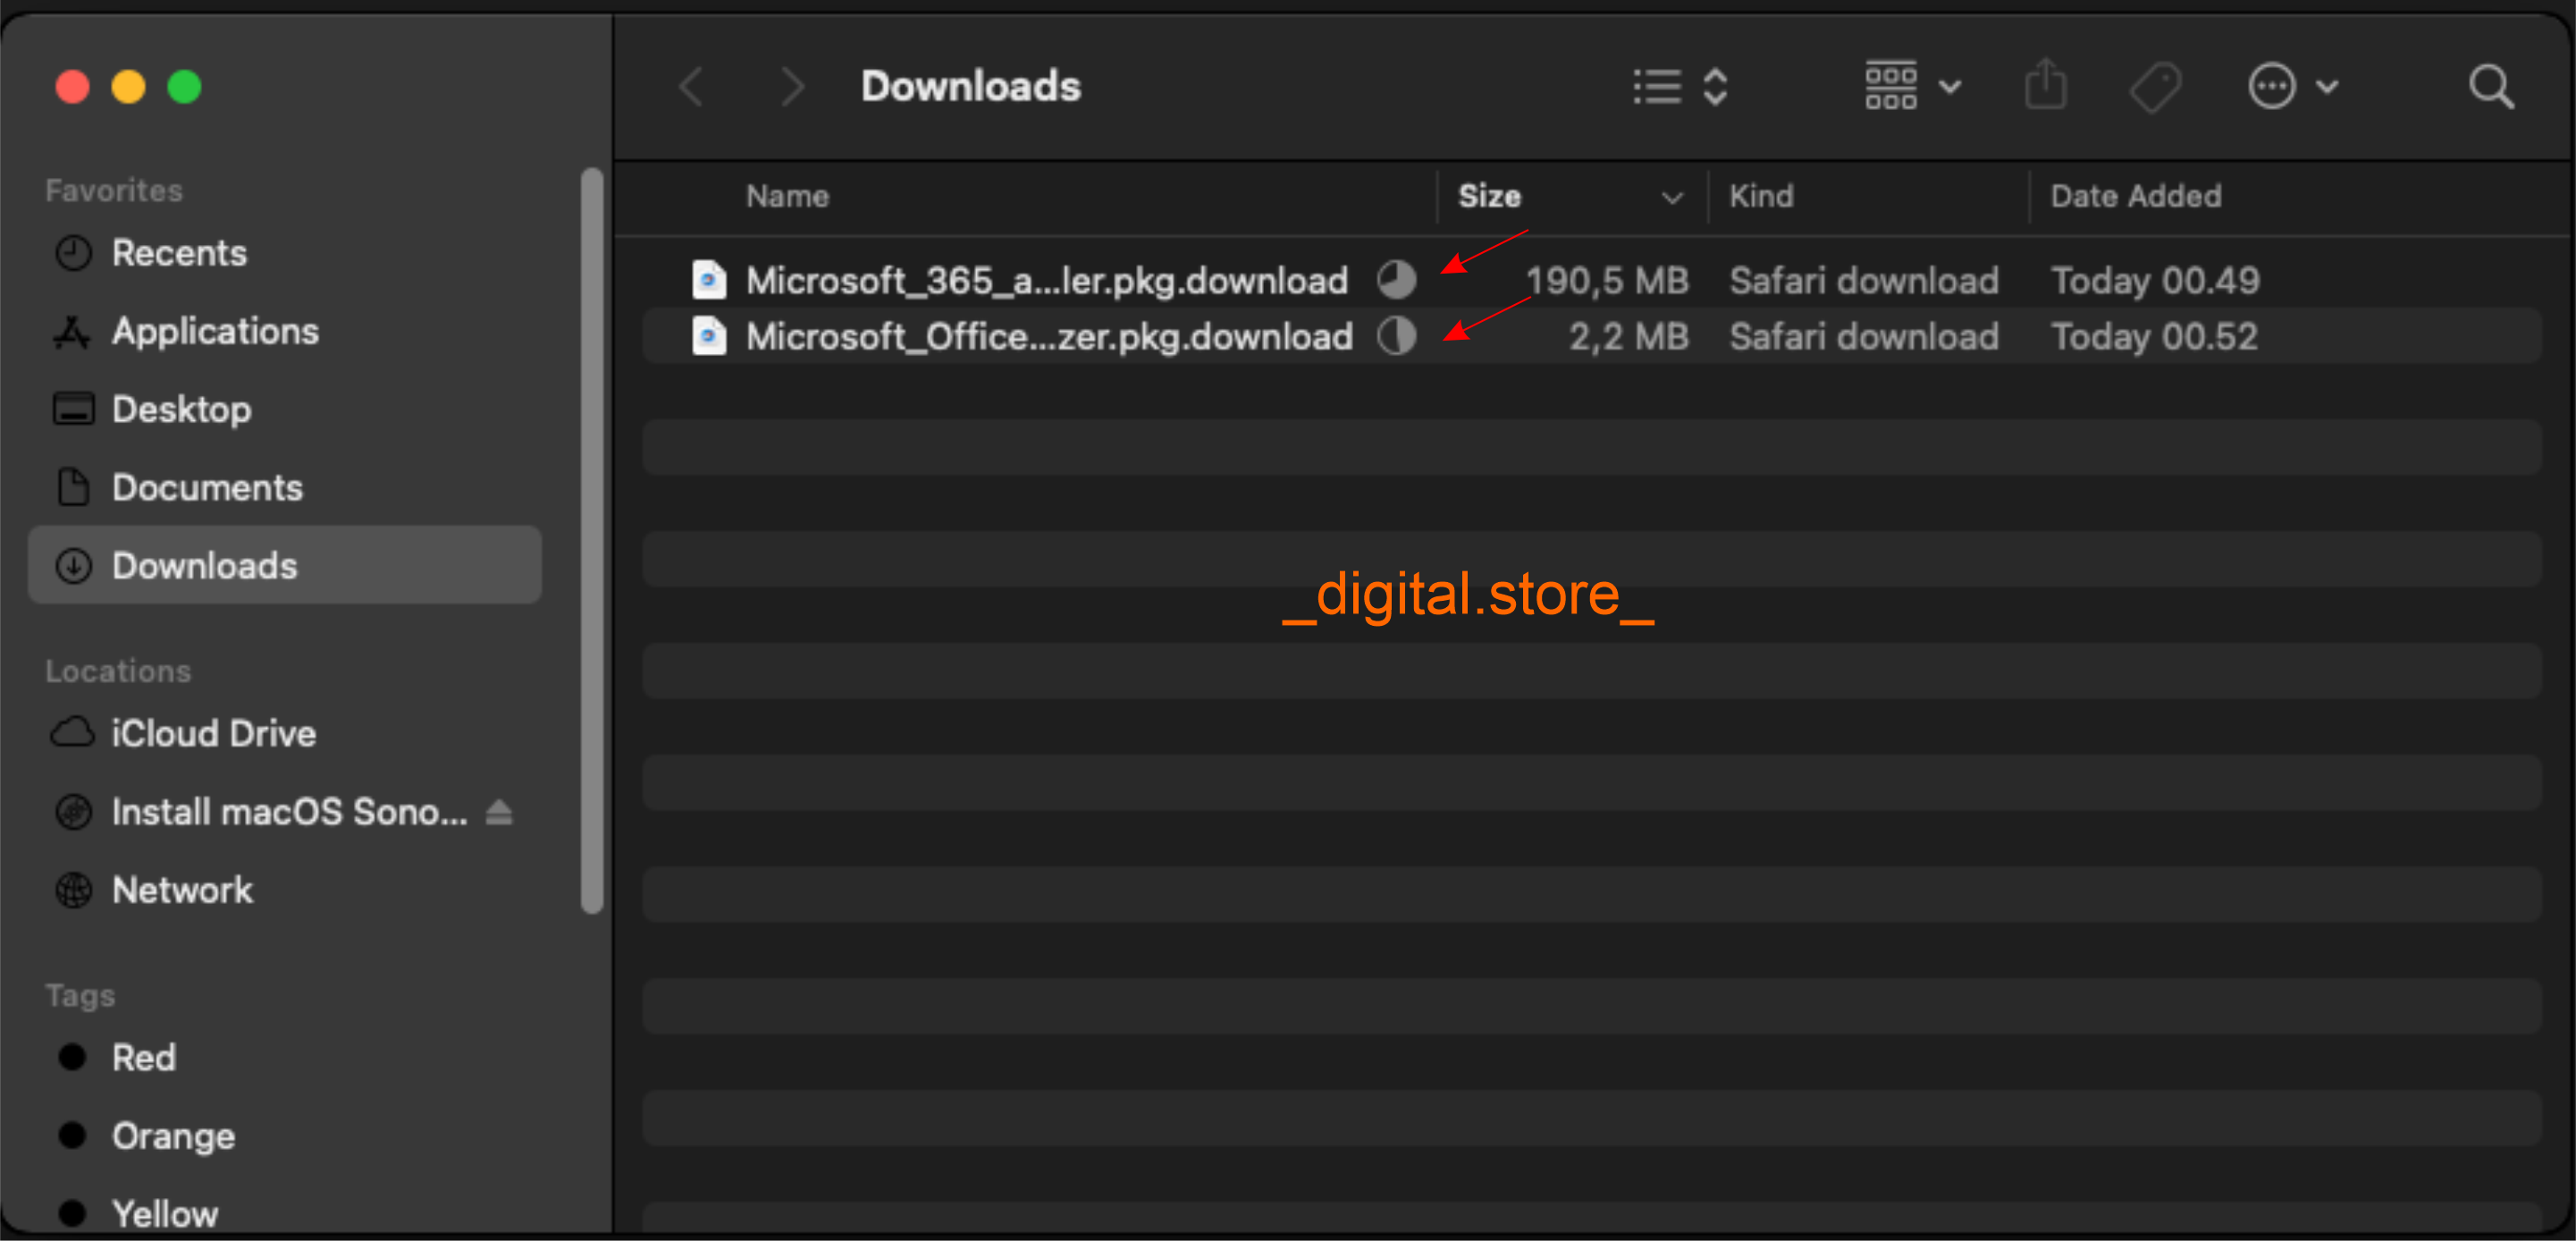 Downloads
Favorites
Recents
Applications
Desktop
Documents
Downloads
Locations
iCloud Drive
Install macOS Sono...
Network
Tags
Red
Orange
Yellow
Name Size Kind Date Added
Microsoft_365_a...ler.pkg.download 190,5 MB Safari download Today 00.49
Microsoft_Office...zer.pkg.download 2,2 MB Safari download Today 00.52
_digital.store_